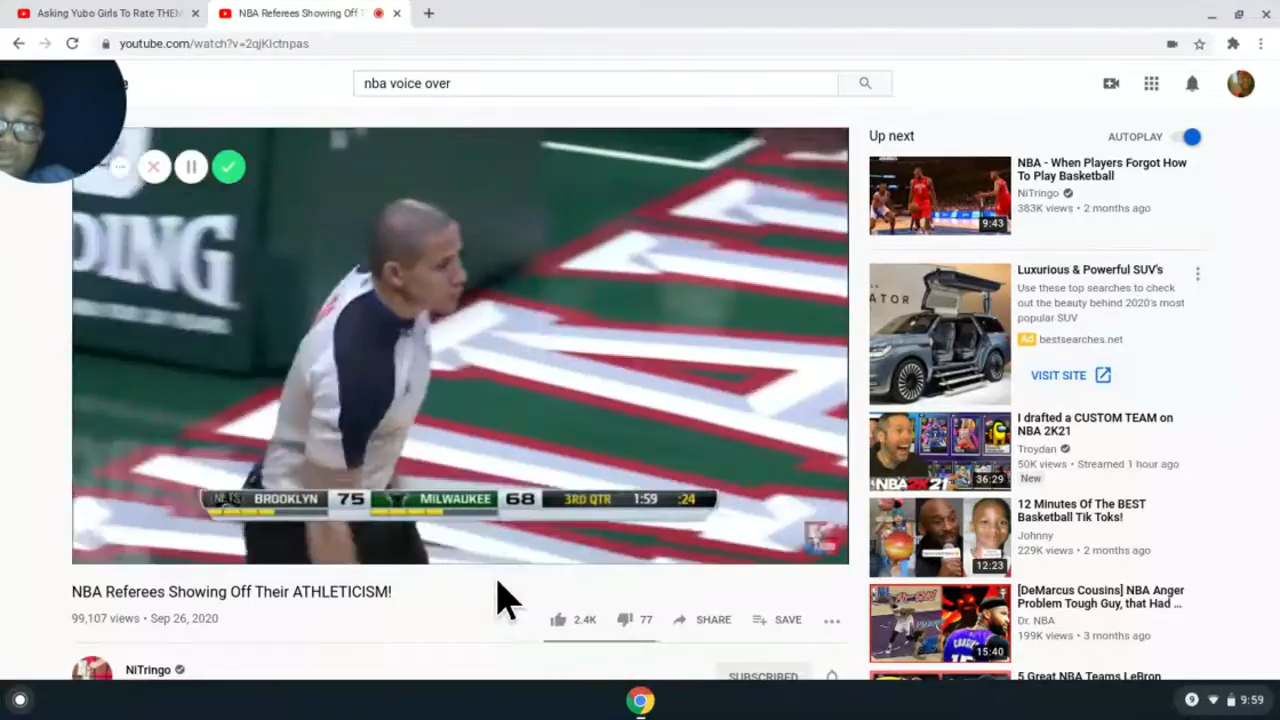 Asking Yubo Girls To Rate THEM
NBA Referees Showing Off T
youtube.com/watch?v=2qjKIctnpas
nba voice over
DING
NETS BROOKLYN 75 MILWAUKEE 68 3RD QTR 1:59 :24
NBA Referees Showing Off Their ATHLETICISM!
99,107 views • Sep 26, 2020
2.4K 77 SHARE SAVE
NiTringo
SUBSCRIBED
Up next
AUTOPLAY
NBA - When Players Forgot How
To Play Basketball
NiTringo
383K views • 2 months ago
9:43
ATOR
Luxurious & Powerful SUV's
Use these top searches to check
out the beauty behind 2020's most
popular SUV
Ad bestsearches.net
VISIT SITE
NBA 2K21
36:29
I drafted a CUSTOM TEAM on
NBA 2K21
Troydan
50K views • Streamed 1 hour ago
New
12:23
12 Minutes Of The BEST
Basketball Tik Toks!
Johnny
229K views • 2 months ago
15:40
[DeMarcus Cousins] NBA Anger
Problem Tough Guy, that Had ...
Dr. NBA
199K views • 3 months ago
5 Great NBA Teams LeBron
9 9:59